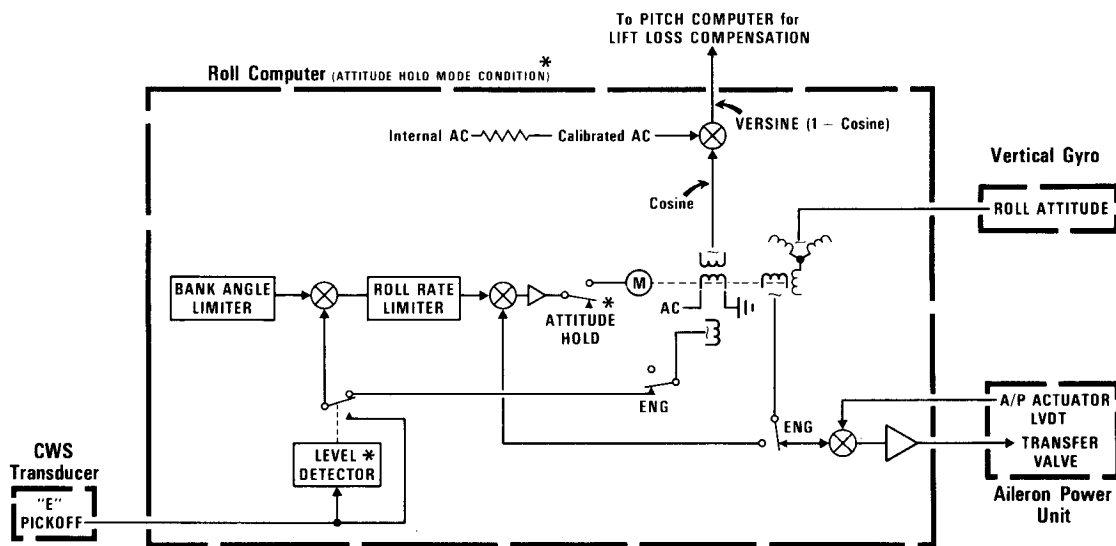 To PITCH COMPUTER for
LIFT LOSS COMPENSATION
Roll Computer (ATTITUDE HOLD MODE CONDITION)*
VERSINE (1 – Cosine)
Internal AC
Calibrated AC
Cosine
Vertical Gyro
ROLL ATTITUDE
BANK ANGLE
LIMITER
ROLL RATE
LIMITER
M
*
ATTITUDE
HOLD
AC
ENG
ENG
A/P ACTUATOR
LVDT
TRANSFER
VALVE
Aileron Power
Unit
LEVEL *
DETECTOR
CWS
Transducer
"E"
PICKOFF